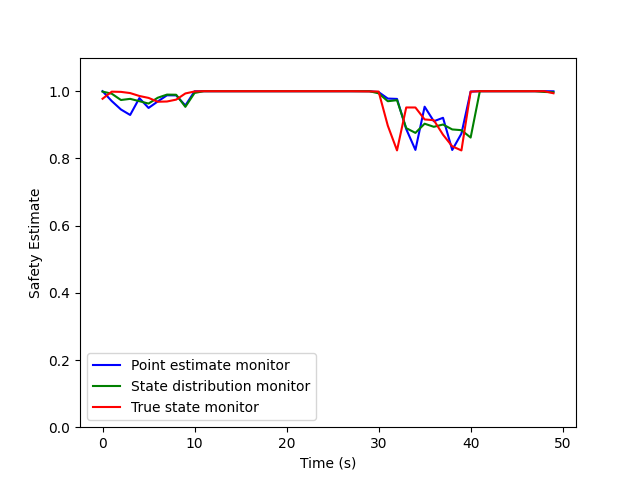 1.0
0.8
0.6
0.4
0.2
0.0
Safety Estimate
Point estimate monitor
State distribution monitor
True state monitor
0 10 20 30 40 50
Time (s)